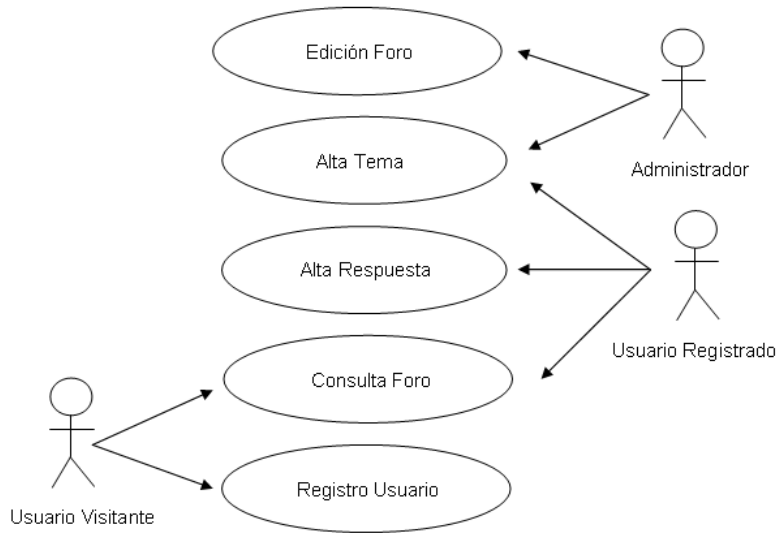 Edición Foro
Alta Tema
Administrador
Alta Respuesta
Usuario Registrado
Consulta Foro
Registro Usuario
Usuario Visitante